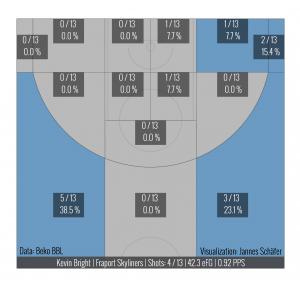 0 / 13 0 / 13 1 / 13 1 / 13
0.0 % 0.0 % 7.7 % 7.7 %
0 / 13 2 / 13
0.0 % 15.4 %
0 / 13 0 / 13 1 / 13 0 / 13
0.0 % 0.0 % 7.7 % 0.0 %
0 / 13
0.0 %
5 / 13 0 / 13 3 / 13
38.5 % 0.0 % 23.1 %
Data: Beko BBL Visualization: Jannes Schäfer
Kevin Bright | Fraport Skyliners | Shots: 4 / 13 | 42.3 eFG | 0.92 PPS